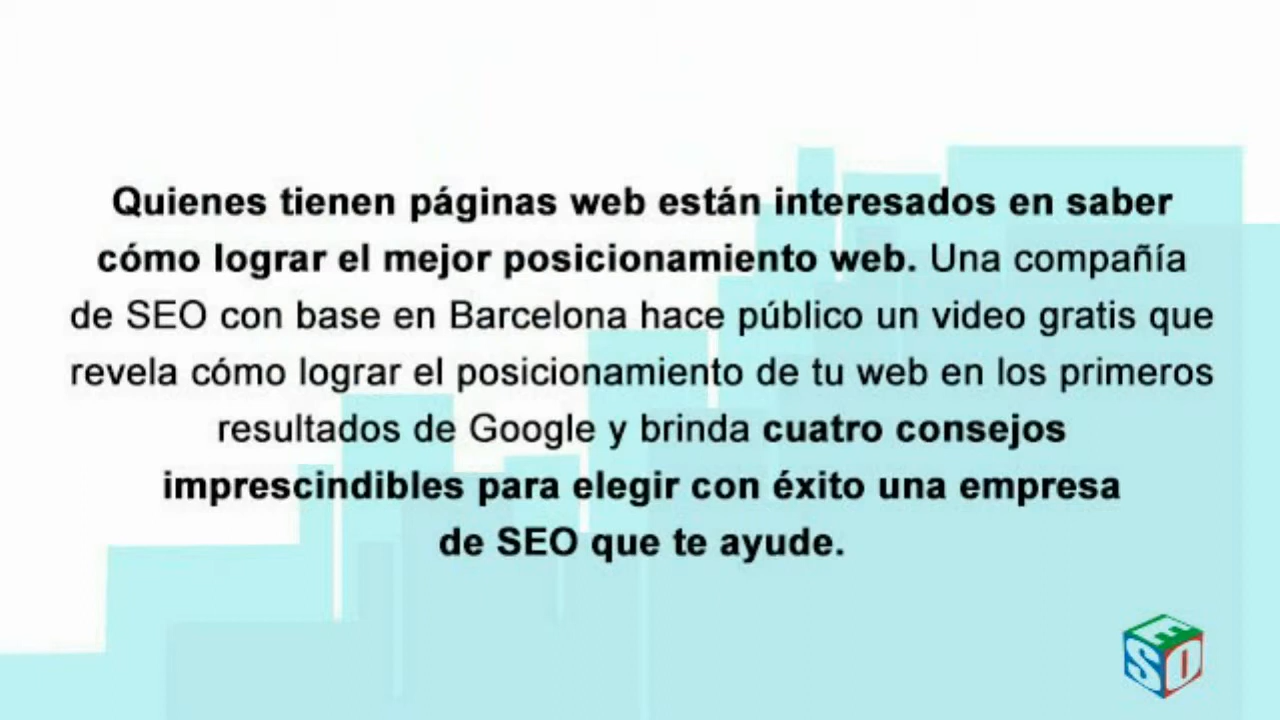 Quienes tienen páginas web están interesados en saber
cómo lograr el mejor posicionamiento web. Una compañía
de SEO con base en Barcelona hace público un video gratis que
revela cómo lograr el posicionamiento de tu web en los primeros
resultados de Google y brinda cuatro consejos
imprescindibles para elegir con éxito una empresa
de SEO que te ayude.
SEO